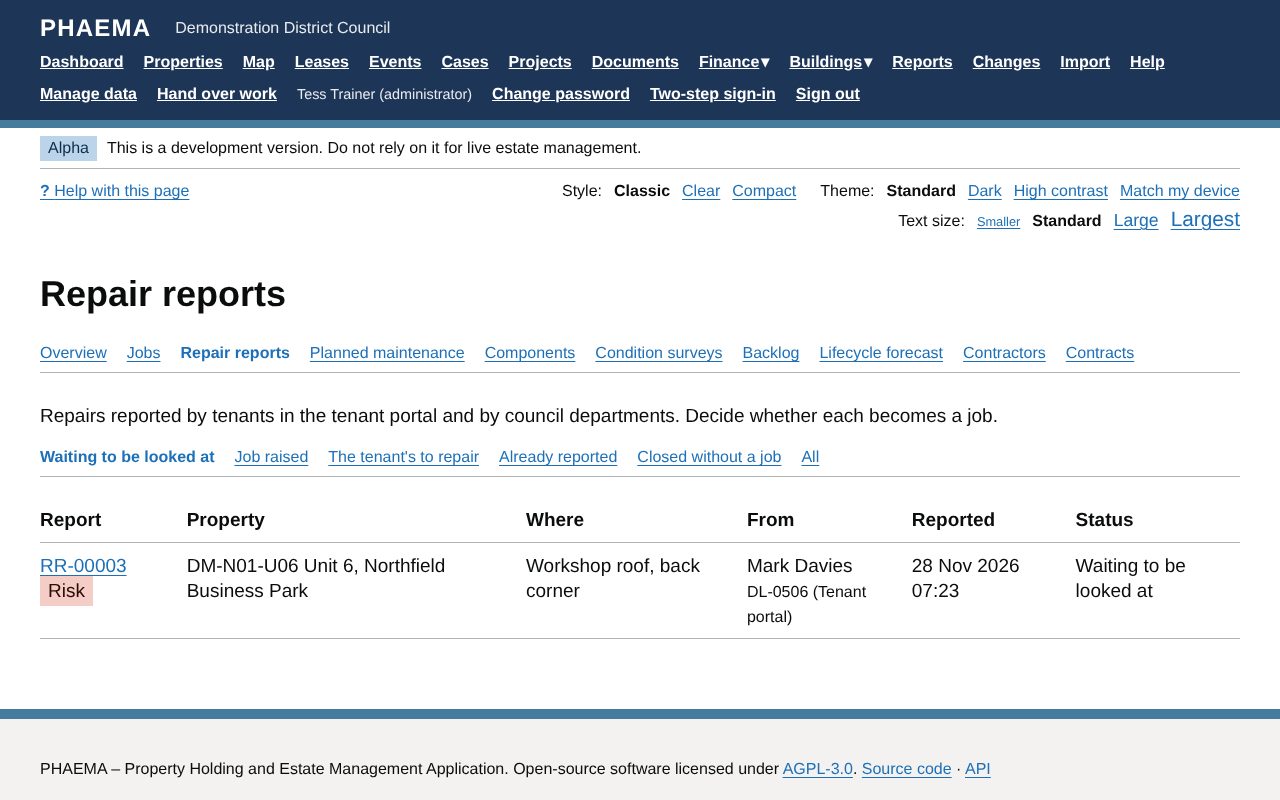 PHAEMA Demonstration District Council
Dashboard Properties Map Leases Events Cases Projects Documents Finance▾ Buildings▾ Reports Changes Import Help
Manage data Hand over work Tess Trainer (administrator) Change password Two-step sign-in Sign out
Alpha This is a development version. Do not rely on it for live estate management.
? Help with this page Style: Classic Clear Compact Theme: Standard Dark High contrast Match my device
Text size: Smaller Standard Large Largest
Repair reports
Overview Jobs Repair reports Planned maintenance Components Condition surveys Backlog Lifecycle forecast Contractors Contracts
Repairs reported by tenants in the tenant portal and by council departments. Decide whether each becomes a job.
Waiting to be looked at Job raised The tenant's to repair Already reported Closed without a job All
Report Property Where From Reported Status
RR-00003 DM-N01-U06 Unit 6, Northfield Workshop roof, back Mark Davies 28 Nov 2026 Waiting to be
Risk Business Park corner DL-0506 (Tenant 07:23 looked at
portal)
PHAEMA – Property Holding and Estate Management Application. Open-source software licensed under AGPL-3.0. Source code · API